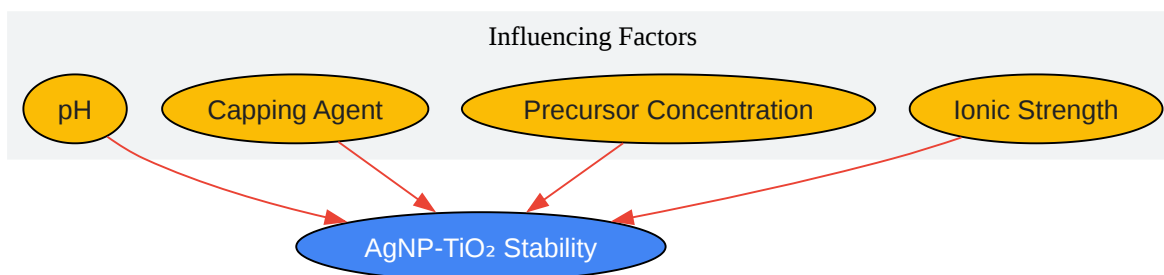 Influencing Factors
pH
Capping Agent
Precursor Concentration
Ionic Strength
AgNP-TiO₂ Stability